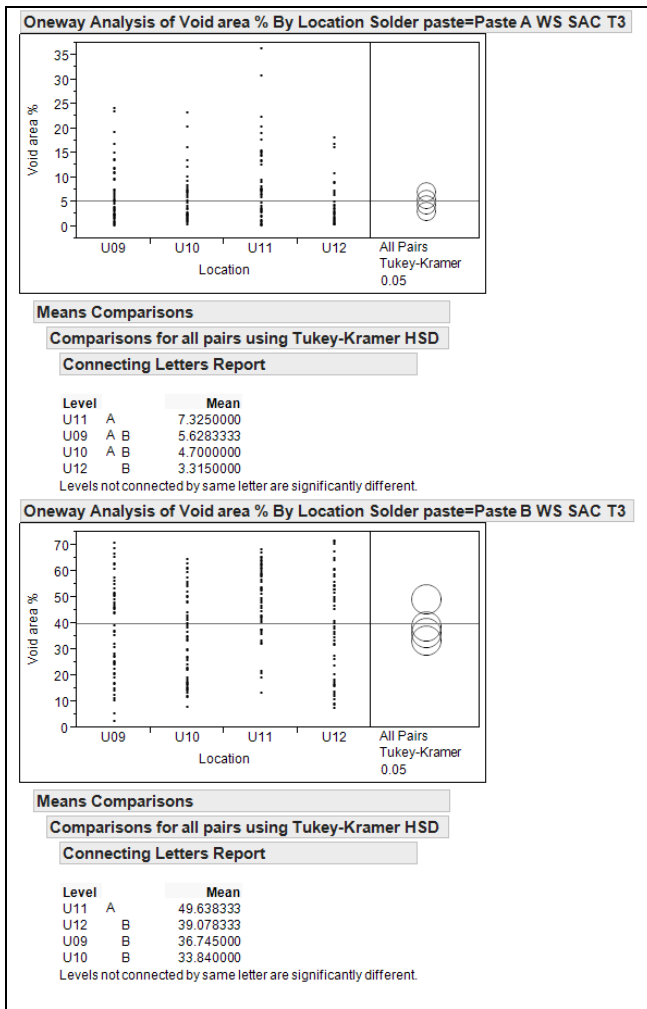 Oneway Analysis of Void area % By Location Solder paste=Paste A WS SAC T3
35
30
25
20
15
10
5
0
Void area %
U09 U10 U11 U12
Location
All Pairs
Tukey-Kramer
0.05
Means Comparisons
Comparisons for all pairs using Tukey-Kramer HSD
Connecting Letters Report
Level Mean
U11 A 7.3250000
U09 A B 5.6283333
U10 A B 4.7000000
U12 B 3.3150000
Levels not connected by same letter are significantly different.
Oneway Analysis of Void area % By Location Solder paste=Paste B WS SAC T3
70
60
50
40
30
20
10
0
Void area %
U09 U10 U11 U12
Location
All Pairs
Tukey-Kramer
0.05
Means Comparisons
Comparisons for all pairs using Tukey-Kramer HSD
Connecting Letters Report
Level Mean
U11 A 49.638333
U12 B 39.078333
U09 B 36.745000
U10 B 33.840000
Levels not connected by same letter are significantly different.